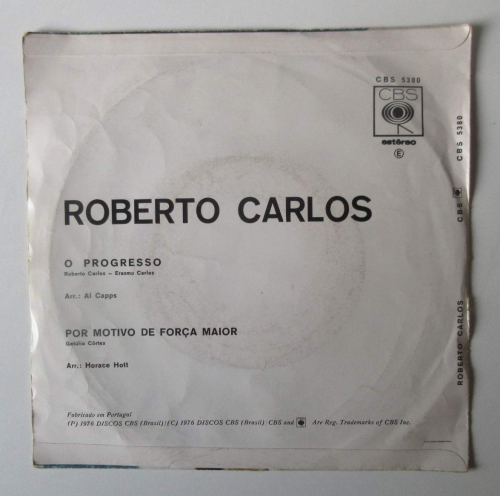 CBS 5380
CBS
estéreo
E
CBS 5380
CBS
ROBERTO CARLOS
ROBERTO CARLOS
O PROGRESSO
Roberto Carlos - Erasmo Carlos
Arr.: Al Capps
POR MOTIVO DE FORÇA MAIOR
Getúlio Côrtes
Arr.: Horace Hott
Fabricado em Portugal
(P) 1976 DISCOS CBS (Brasil)/(C) 1976 DISCOS CBS (Brasil)/CBS and Are Reg. Trademarks of CBS Inc.